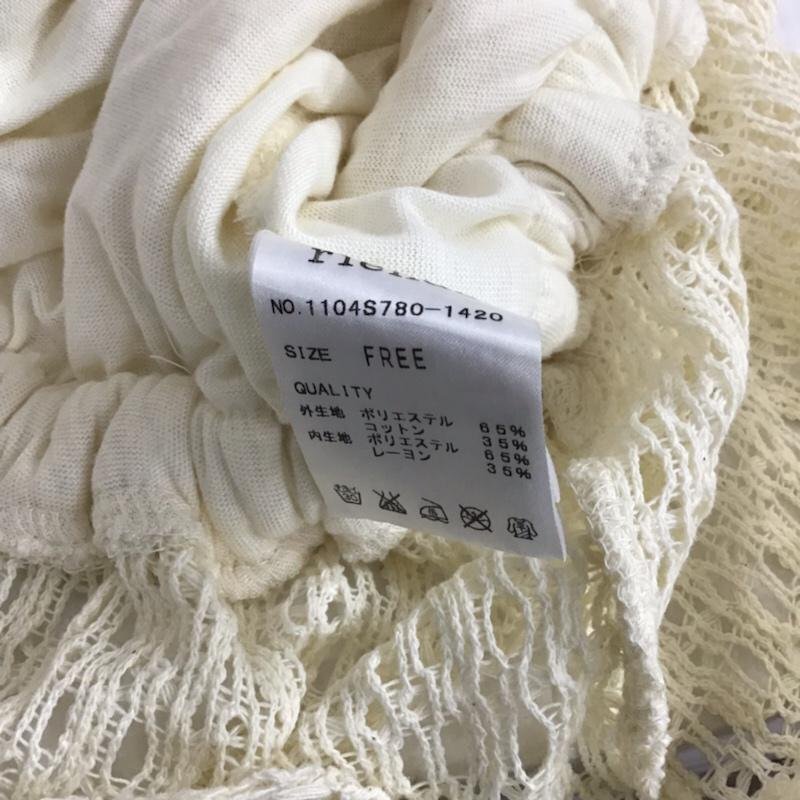 NO.1104S780-1420
SIZE FREE
QUALITY
外生地 ポリエステル 65%
コットン 35%
内生地 ポリエステル 65%
レーヨン 35%